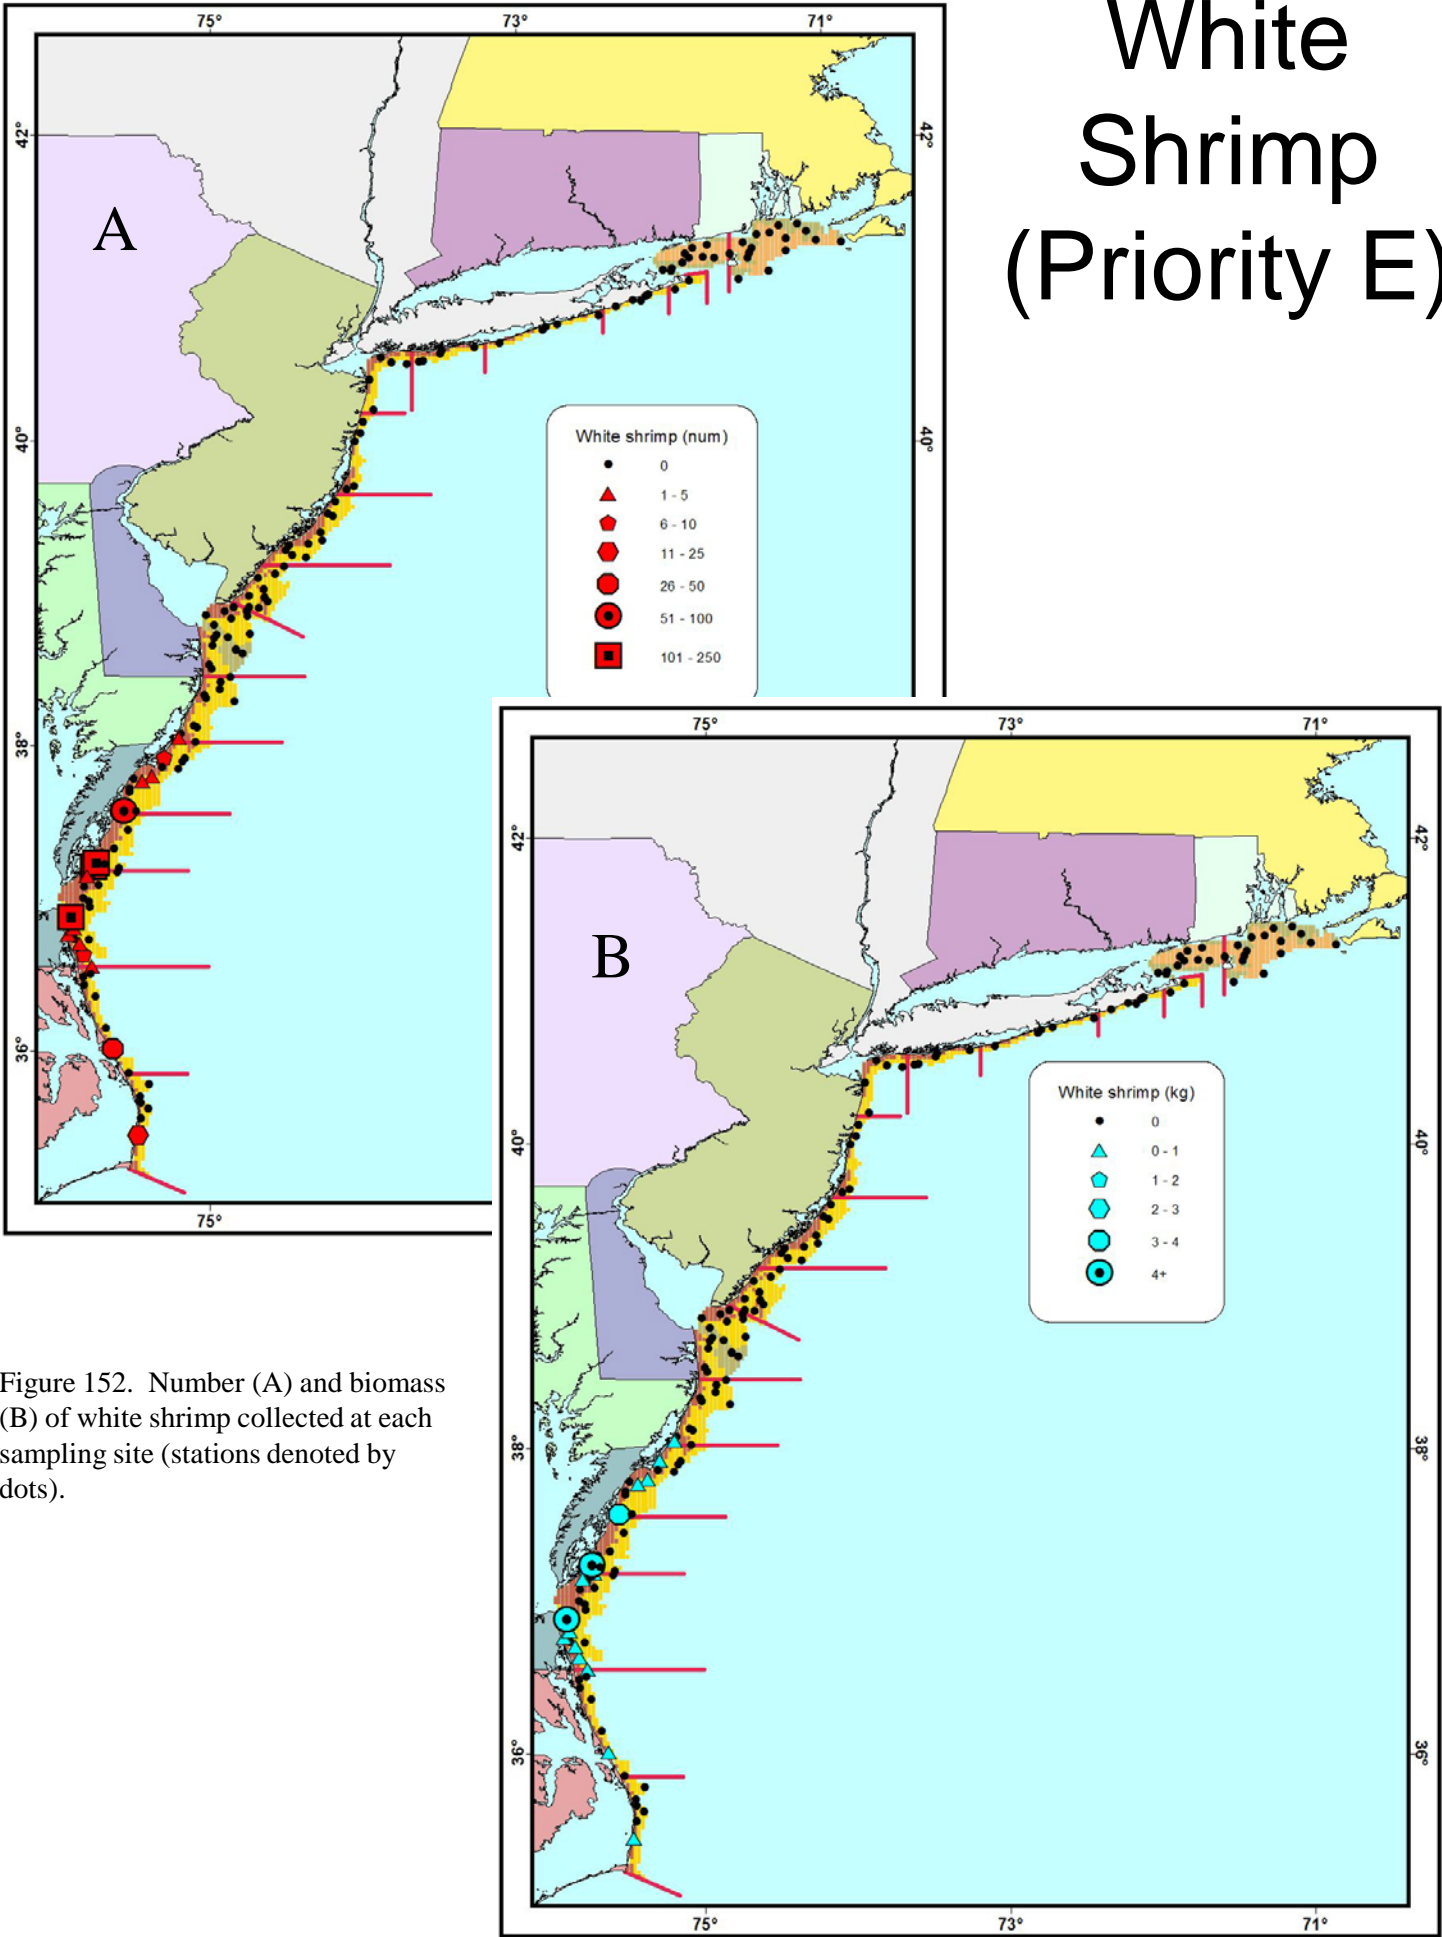 White
Shrimp
(Priority E)
75°
73°
71°
42°
42°
A
40°
40°
White shrimp (num)
0
1 - 5
6 - 10
11 - 25
26 - 50
51 - 100
101 - 250
38°
36°
75°
75°
73°
71°
42°
42°
B
40°
40°
White shrimp (kg)
0
0 - 1
1 - 2
2 - 3
3 - 4
4+
38°
38°
36°
36°
75°
73°
71°
Figure 152. Number (A) and biomass
(B) of white shrimp collected at each
sampling site (stations denoted by
dots).